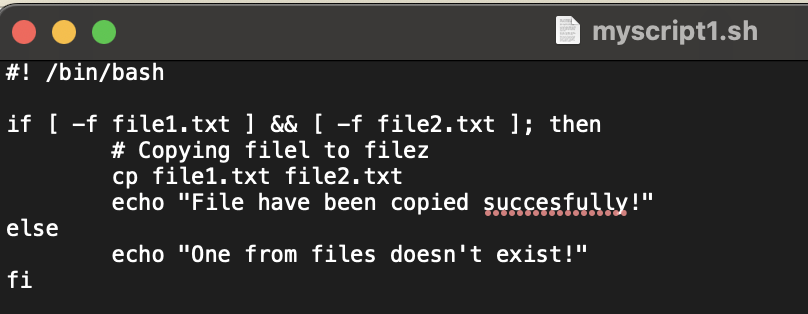 myscript1.sh
#! /bin/bash
if [ -f file1.txt ] && [ -f file2.txt ]; then
# Copying filel to filez
cp file1.txt file2.txt
echo "File have been copied succesfully!"
else
echo "One from files doesn't exist!"
fi